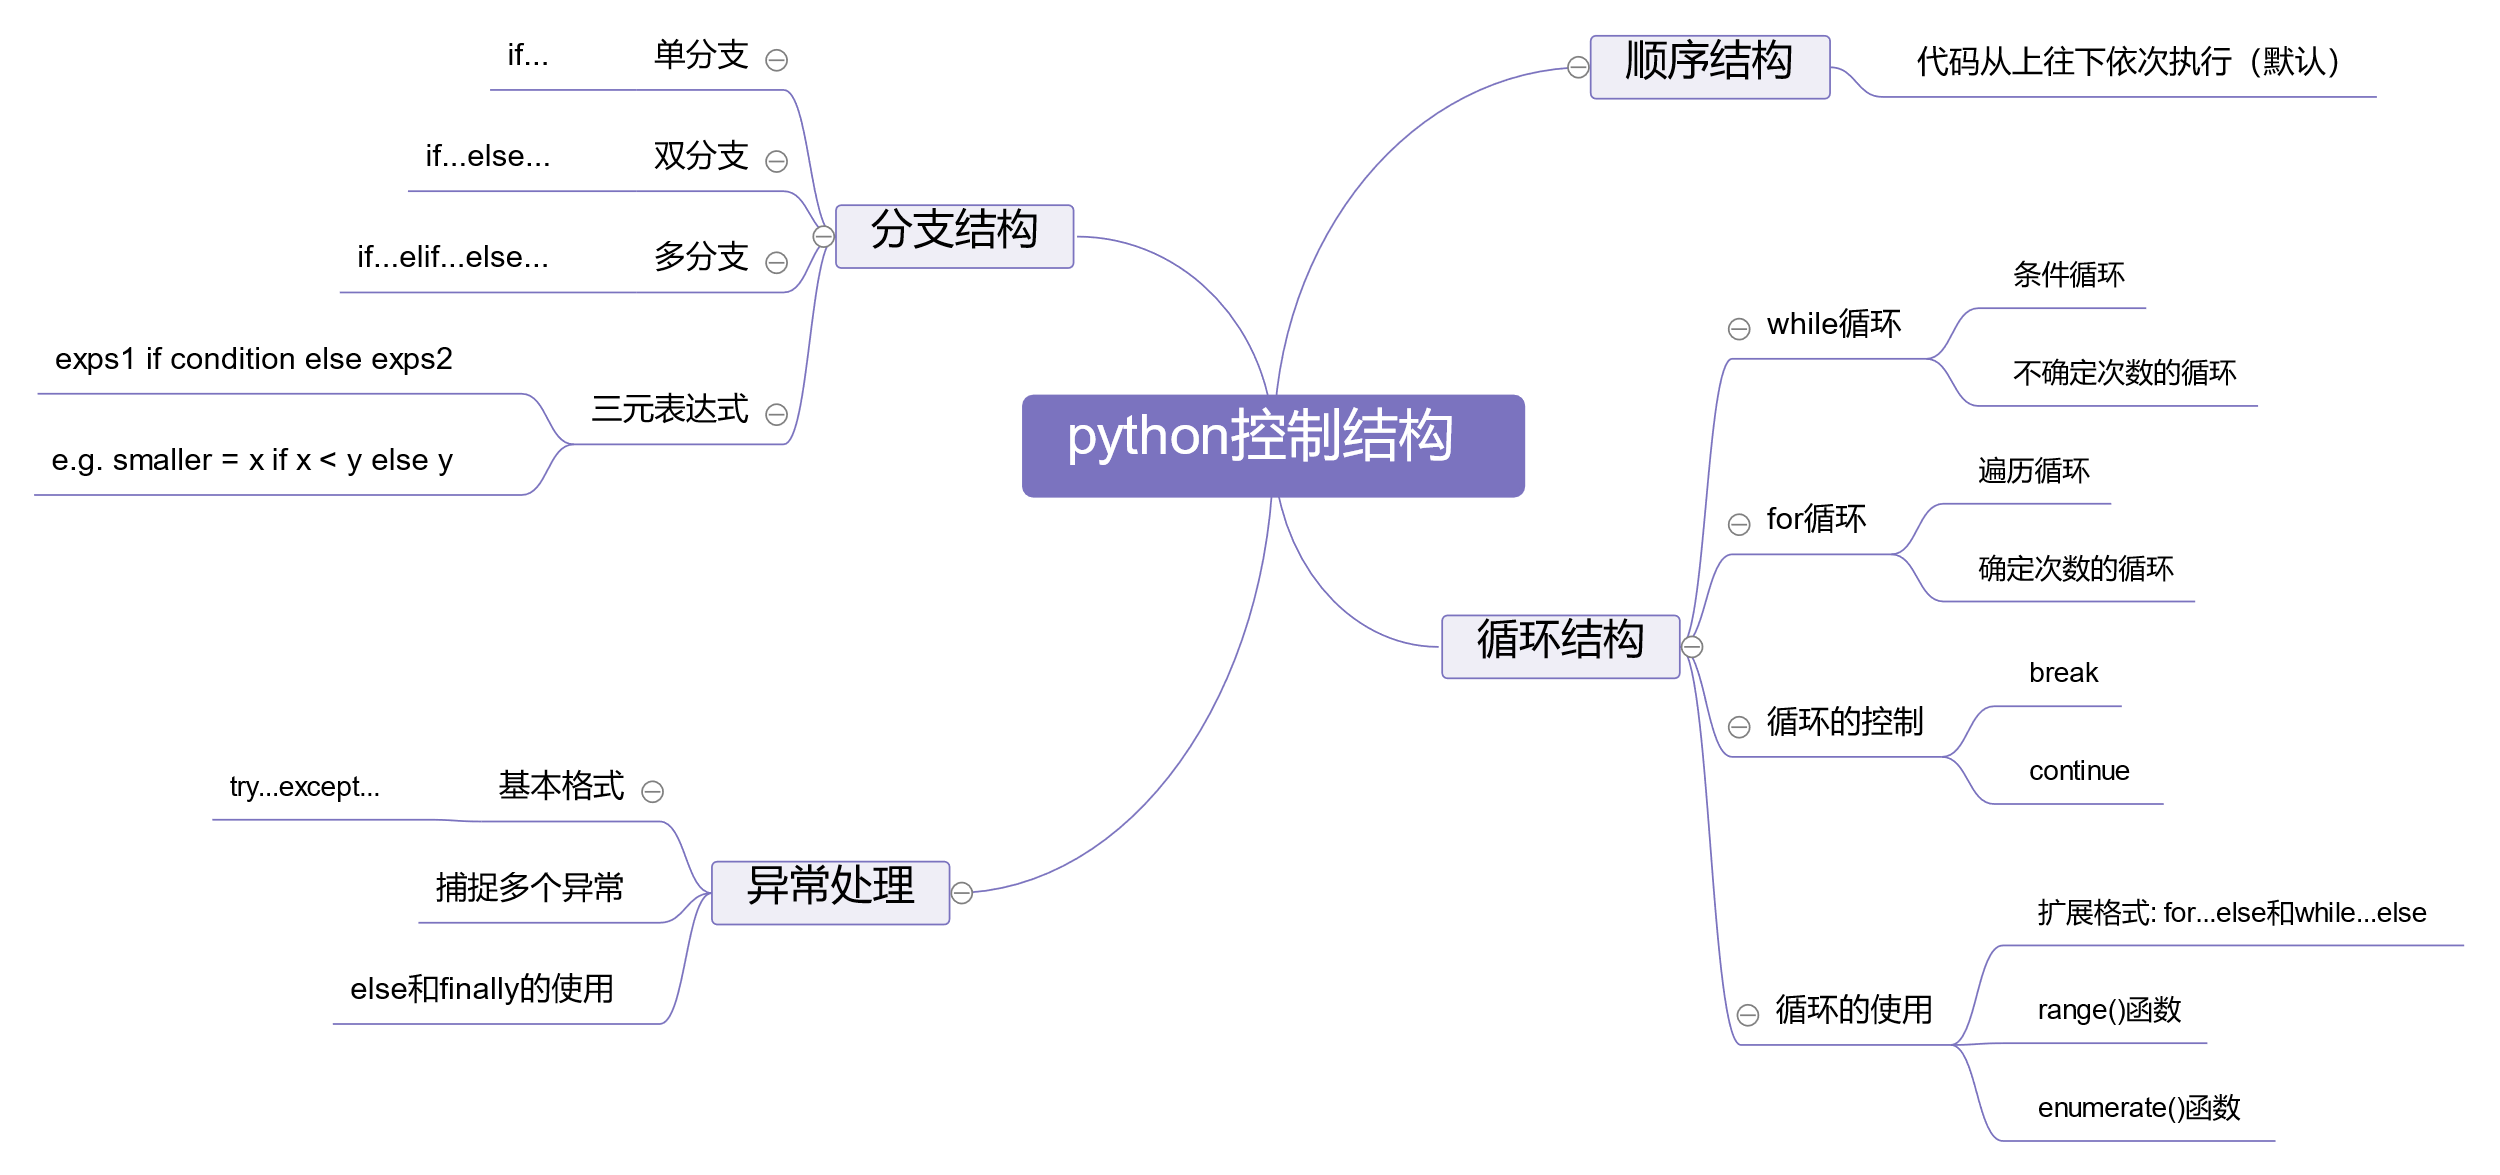 python控制结构
顺序结构
代码从上往下依次执行（默认）
分支结构
单分支
if...
双分支
if...else...
多分支
if...elif...else...
三元表达式
exps1 if condition else exps2
e.g. smaller = x if x < y else y
循环结构
while循环
条件循环
不确定次数的循环
for循环
遍历循环
确定次数的循环
循环的控制
break
continue
循环的使用
扩展格式: for...else和while...else
range()函数
enumerate()函数
异常处理
基本格式
try...except...
捕捉多个异常
else和finally的使用